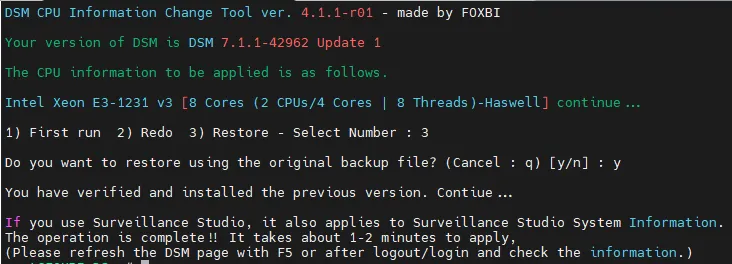 DSM CPU Information Change Tool ver. 4.1.1-r01 - made by FOXBI
Your version of DSM is DSM 7.1.1-42962 Update 1
The CPU information to be applied is as follows.
Intel Xeon E3-1231 v3 [8 Cores (2 CPUs/4 Cores | 8 Threads)-Haswell] continue...
1) First run  2) Redo  3) Restore - Select Number : 3
Do you want to restore using the original backup file? (Cancel : q) [y/n] : y
You have verified and installed the previous version. Contiue...
If you use Surveillance Studio, it also applies to Surveillance Studio System Information.
The operation is complete!! It takes about 1-2 minutes to apply,
(Please refresh the DSM page with F5 or after logout/login and check the information.)